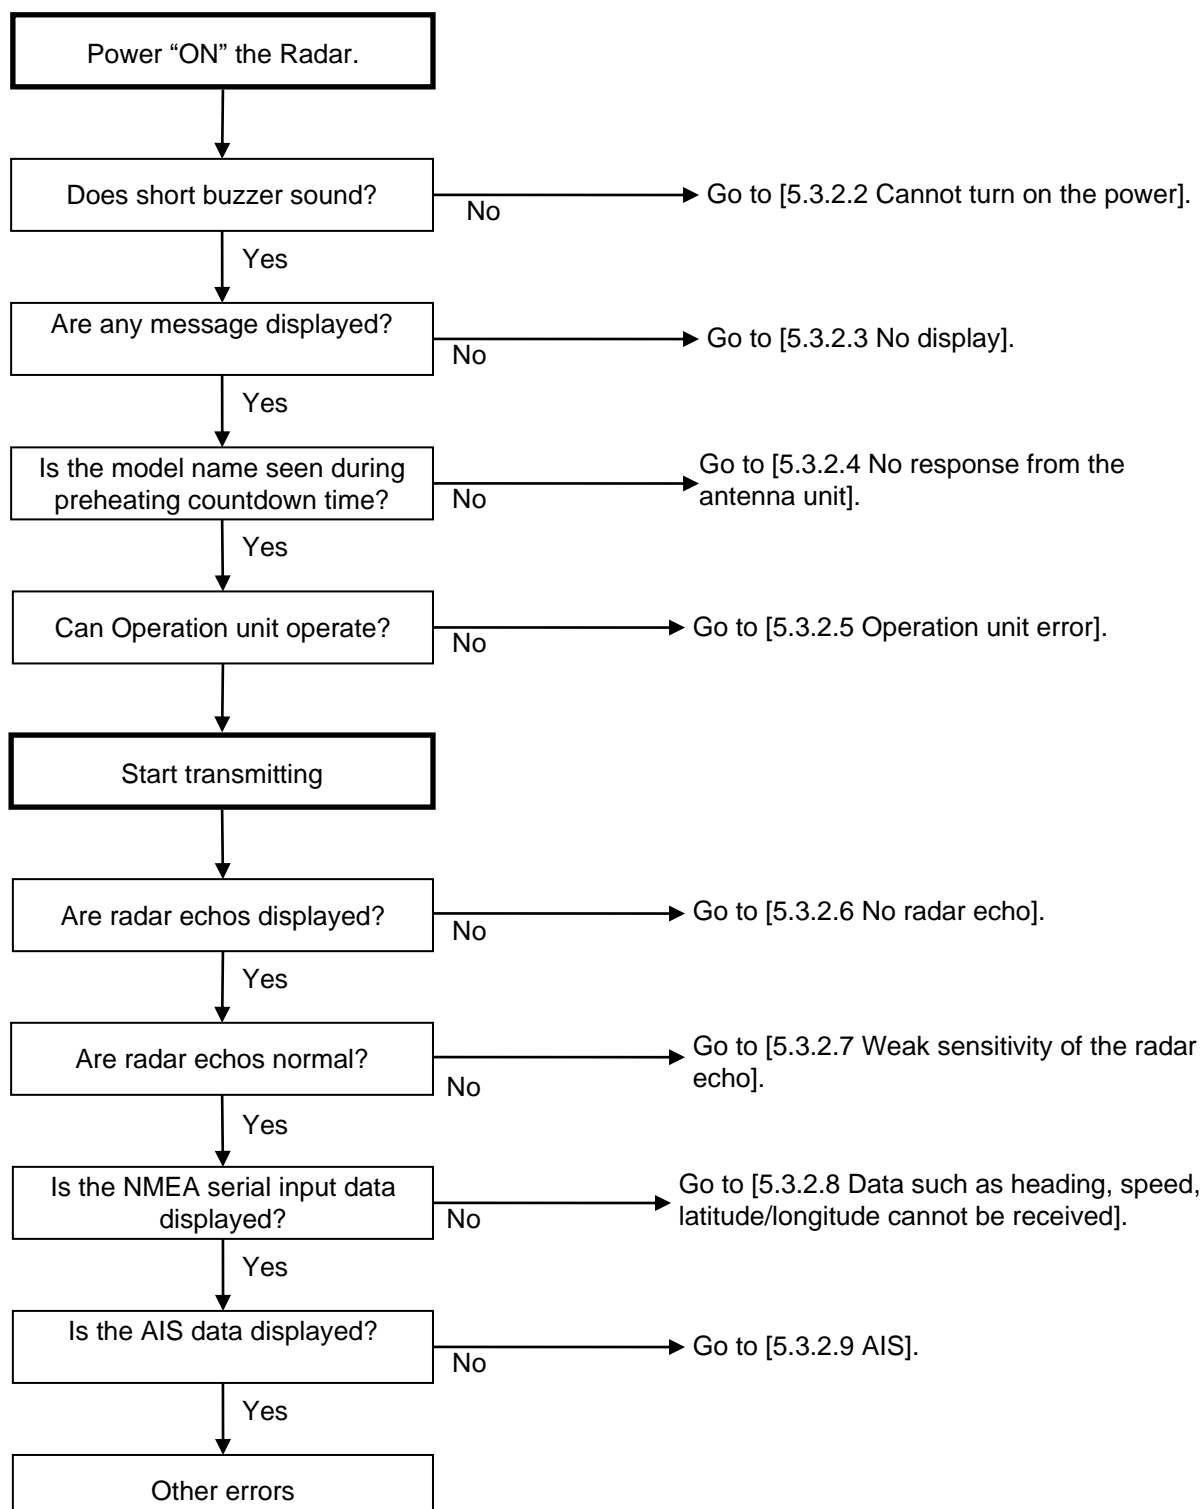 Power “ON” the Radar.
Does short buzzer sound?
No
Go to [5.3.2.2 Cannot turn on the power].
Yes
Are any message displayed?
No
Go to [5.3.2.3 No display].
Yes
Is the model name seen during
preheating countdown time?
No
Go to [5.3.2.4 No response from the
antenna unit].
Yes
Can Operation unit operate?
No
Go to [5.3.2.5 Operation unit error].
Start transmitting
Are radar echos displayed?
No
Go to [5.3.2.6 No radar echo].
Yes
Are radar echos normal?
No
Go to [5.3.2.7 Weak sensitivity of the radar
echo].
Yes
Is the NMEA serial input data
displayed?
No
Go to [5.3.2.8 Data such as heading, speed,
latitude/longitude cannot be received].
Yes
Is the AIS data displayed?
No
Go to [5.3.2.9 AIS].
Yes
Other errors